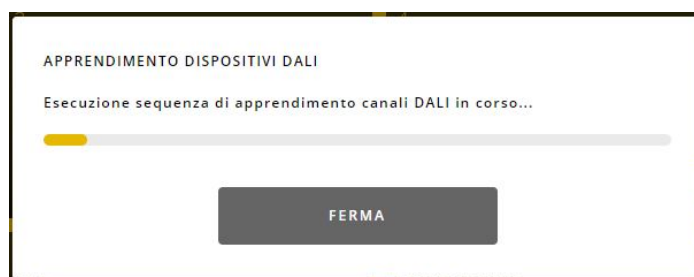 APPRENDIMENTO DISPOSITIVI DALI
Esecuzione sequenza di apprendimento canali DALI in corso...
FERMA